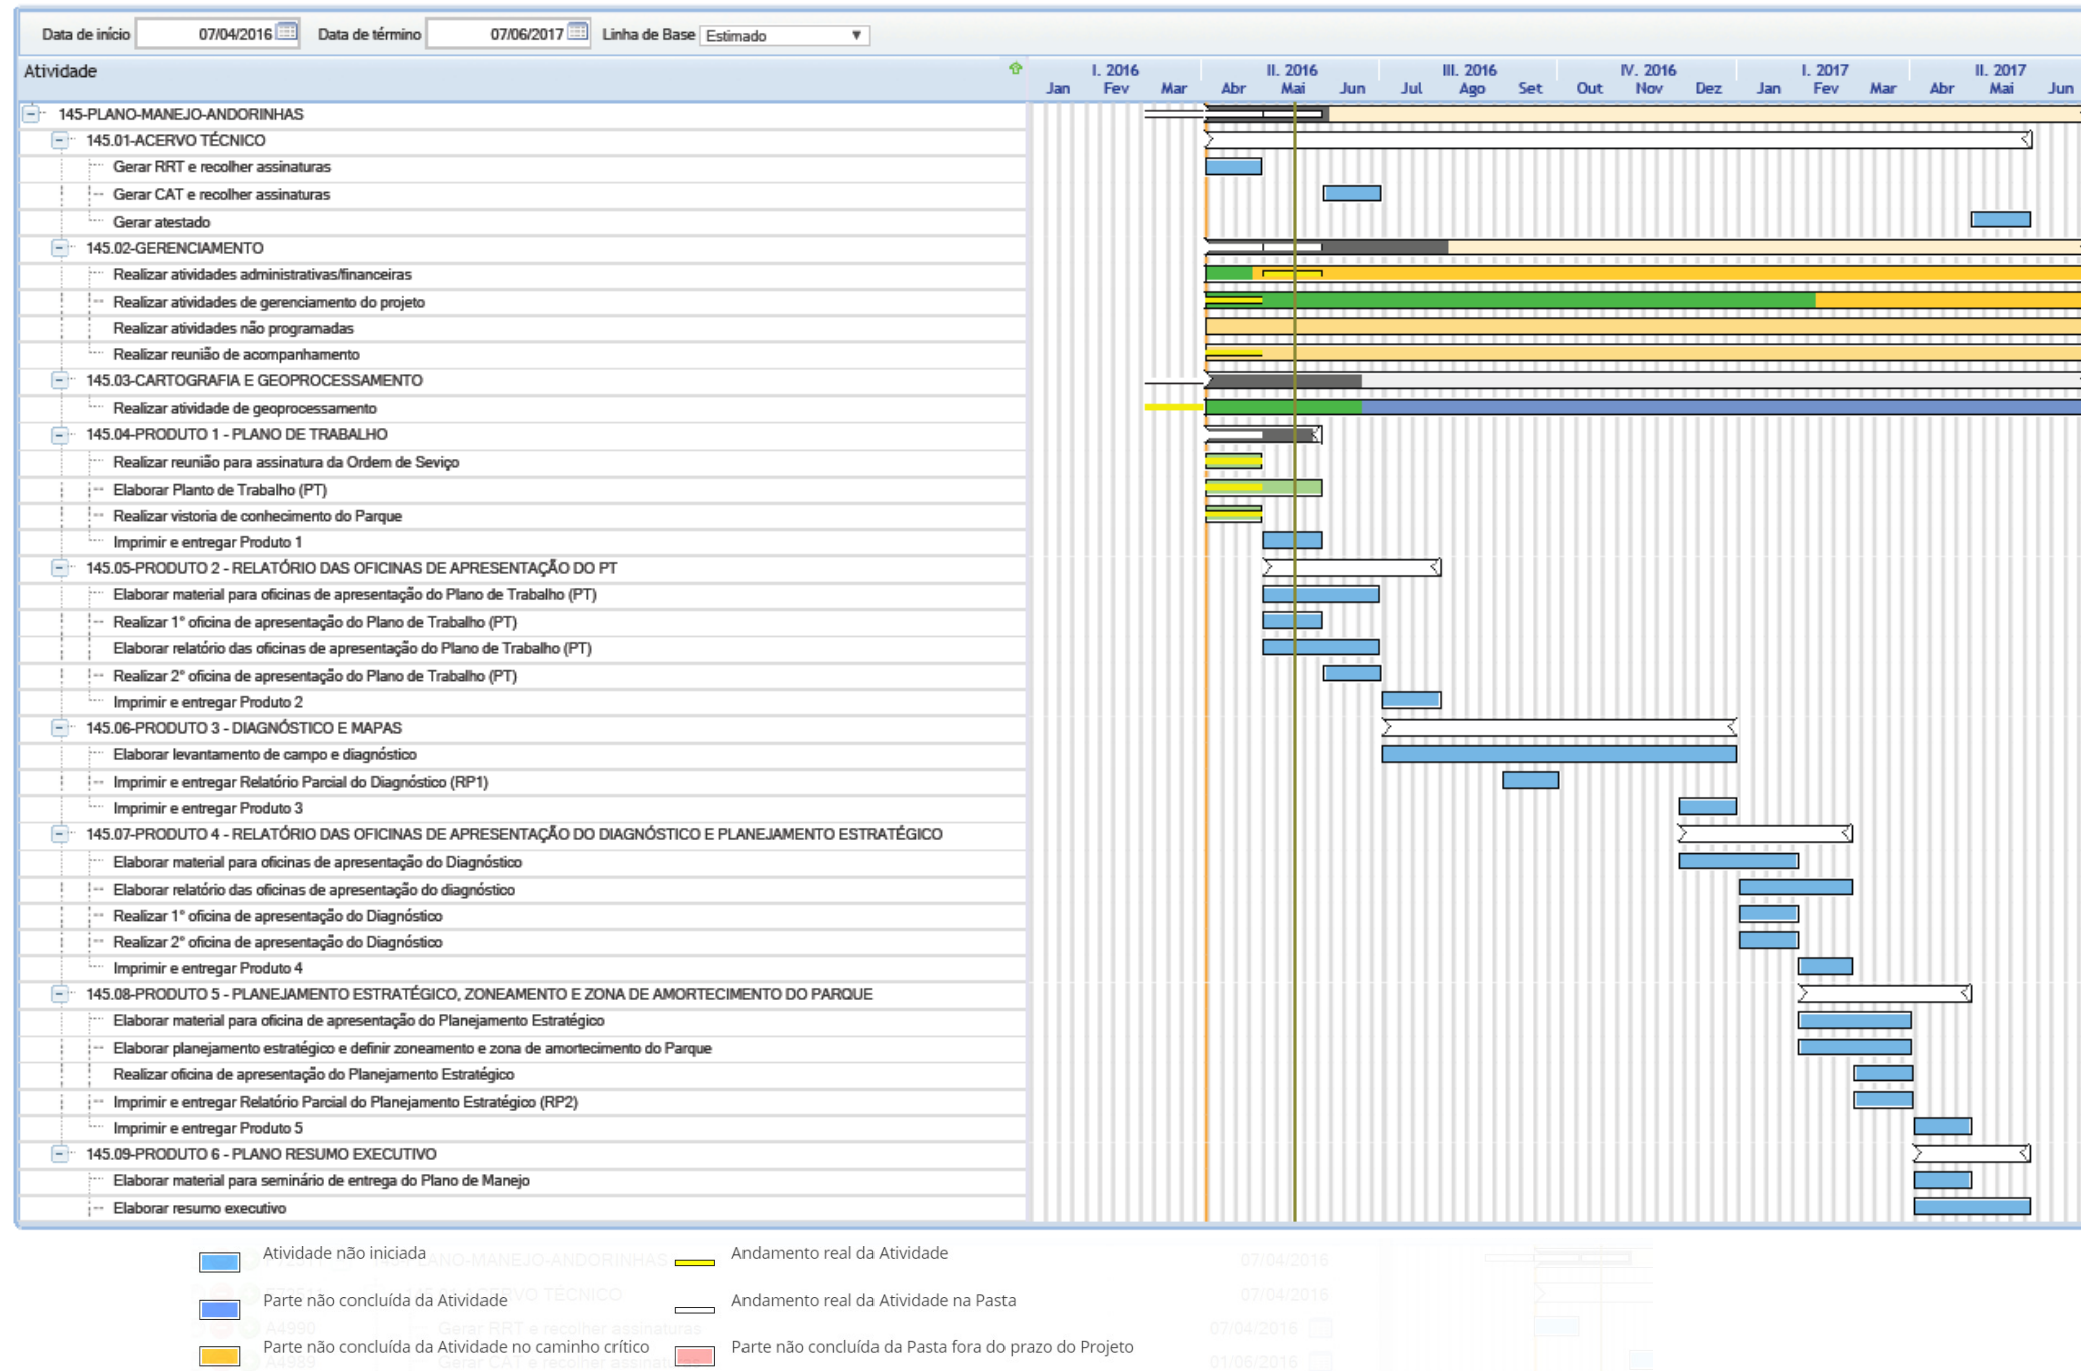 Data de início 07/04/2016 Data de término 07/06/2017 Linha de Base Estimado
Atividade
I. 2016 II. 2016 III. 2016 IV. 2016 I. 2017 II. 2017
Jan Fev Mar Abr Mai Jun Jul Ago Set Out Nov Dez Jan Fev Mar Abr Mai Jun
145-PLANO-MANEJO-ANDORINHAS
145.01-ACERVO TÉCNICO
Gerar RRT e recolher assinaturas
Gerar CAT e recolher assinaturas
Gerar atestado
145.02-GERENCIAMENTO
Realizar atividades administrativas/financeiras
Realizar atividades de gerenciamento do projeto
Realizar atividades não programadas
Realizar reunião de acompanhamento
145.03-CARTOGRAFIA E GEOPROCESSAMENTO
Realizar atividade de geoprocessamento
145.04-PRODUTO 1 - PLANO DE TRABALHO
Realizar reunião para assinatura da Ordem de Seviço
Elaborar Planto de Trabalho (PT)
Realizar vistoria de conhecimento do Parque
Imprimir e entregar Produto 1
145.05-PRODUTO 2 - RELATÓRIO DAS OFICINAS DE APRESENTAÇÃO DO PT
Elaborar material para oficinas de apresentação do Plano de Trabalho (PT)
Realizar 1° oficina de apresentação do Plano de Trabalho (PT)
Elaborar relatório das oficinas de apresentação do Plano de Trabalho (PT)
Realizar 2° oficina de apresentação do Plano de Trabalho (PT)
Imprimir e entregar Produto 2
145.06-PRODUTO 3 - DIAGNÓSTICO E MAPAS
Elaborar levantamento de campo e diagnóstico
Imprimir e entregar Relatório Parcial do Diagnóstico (RP1)
Imprimir e entregar Produto 3
145.07-PRODUTO 4 - RELATÓRIO DAS OFICINAS DE APRESENTAÇÃO DO DIAGNÓSTICO E PLANEJAMENTO ESTRATÉGICO
Elaborar material para oficinas de apresentação do Diagnóstico
Elaborar relatório das oficinas de apresentação do diagnóstico
Realizar 1° oficina de apresentação do Diagnóstico
Realizar 2° oficina de apresentação do Diagnóstico
Imprimir e entregar Produto 4
145.08-PRODUTO 5 - PLANEJAMENTO ESTRATÉGICO, ZONEAMENTO E ZONA DE AMORTECIMENTO DO PARQUE
Elaborar material para oficina de apresentação do Planejamento Estratégico
Elaborar planejamento estratégico e definir zoneamento e zona de amortecimento do Parque
Realizar oficina de apresentação do Planejamento Estratégico
Imprimir e entregar Relatório Parcial do Planejamento Estratégico (RP2)
Imprimir e entregar Produto 5
145.09-PRODUTO 6 - PLANO RESUMO EXECUTIVO
Elaborar material para seminário de entrega do Plano de Manejo
Elaborar resumo executivo
Atividade não iniciada
Andamento real da Atividade
Parte não concluída da Atividade
Andamento real da Atividade na Pasta
Parte não concluída da Atividade no caminho crítico
Parte não concluída da Pasta fora do prazo do Projeto
07/04/2016
07/04/2016
A4990 Gerar RRT e recolher assinaturas 07/04/2016
A4989 01/06/2016